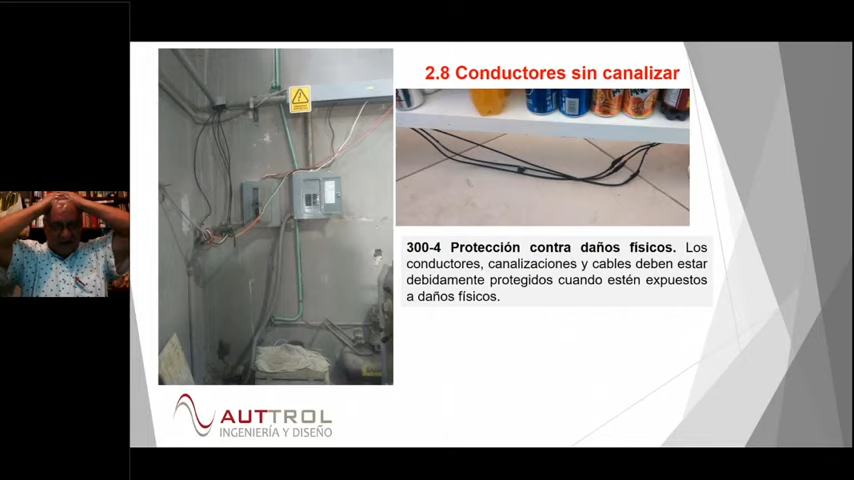 2.8 Conductores sin canalizar
300-4 Protección contra daños físicos. Los
conductores, canalizaciones y cables deben estar
debidamente protegidos cuando estén expuestos
a daños físicos.
AUTTROL
INGENIERÍA Y DISEÑO